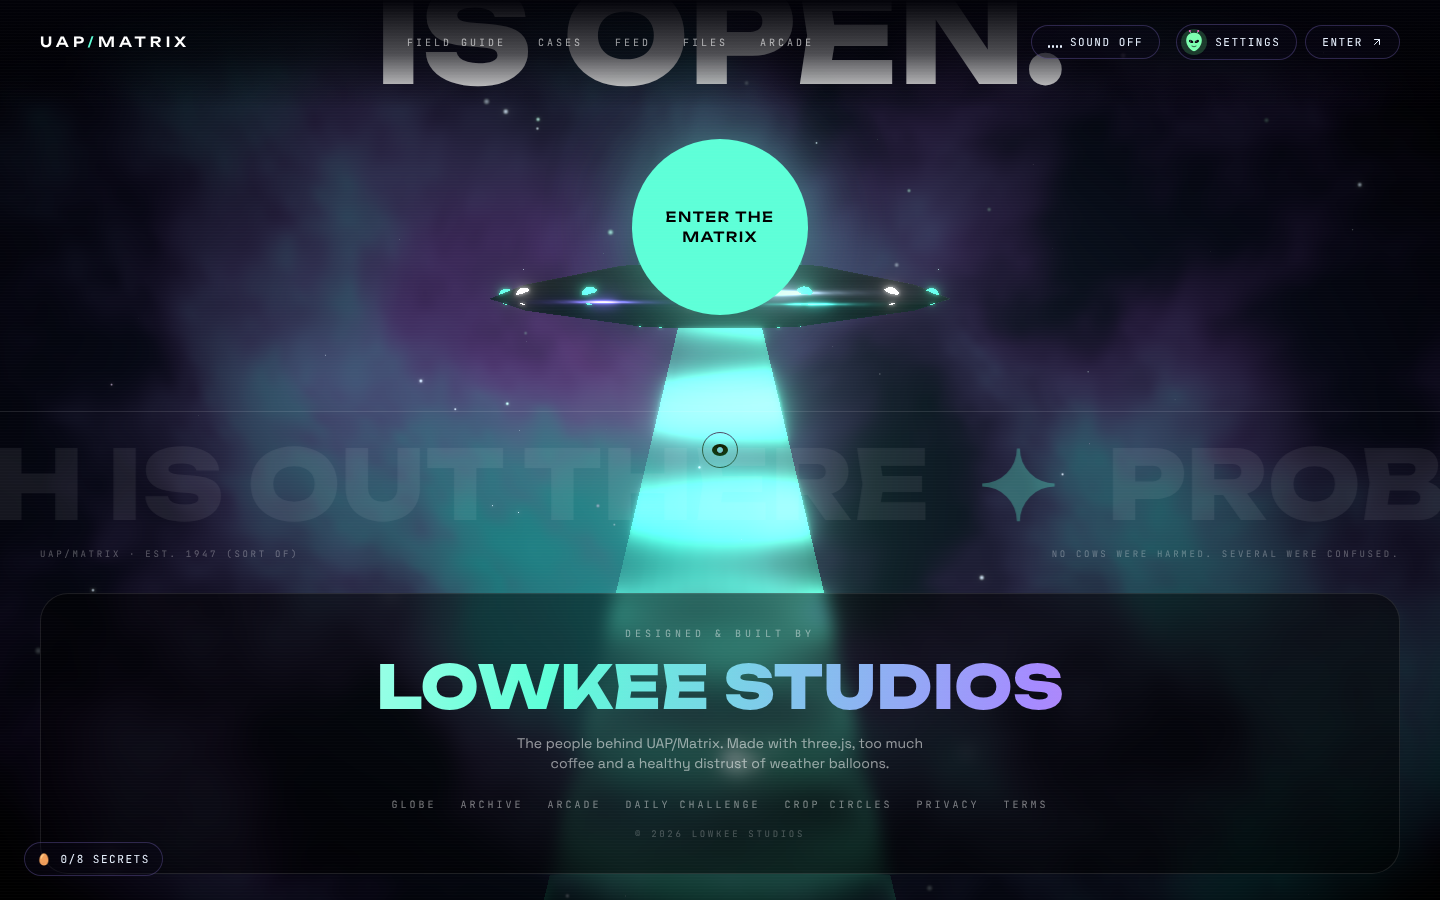 IS OPEN.
UAP/MATRIX
FIELD GUIDE CASES FEED FILES ARCADE
SOUND OFF
SETTINGS
ENTER
ENTER THE
MATRIX
H IS OUT THERE ✦ PROB
UAP/MATRIX · EST. 1947 (SORT OF)
NO COWS WERE HARMED. SEVERAL WERE CONFUSED.
DESIGNED & BUILT BY
LOWKEE STUDIOS
The people behind UAP/Matrix. Made with three.js, too much
coffee and a healthy distrust of weather balloons.
GLOBE ARCHIVE ARCADE DAILY CHALLENGE CROP CIRCLES PRIVACY TERMS
© 2026 LOWKEE STUDIOS
0/8 SECRETS